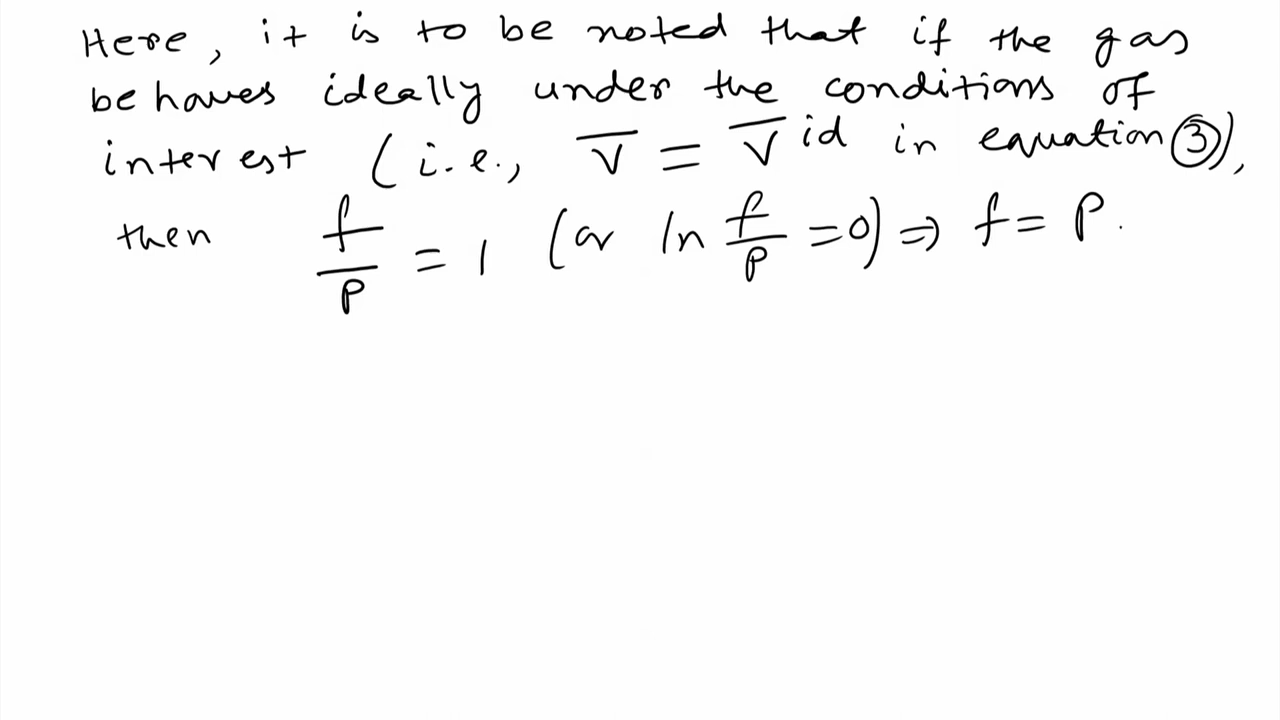 Here, it is to be noted that if the gas
behaves ideally under the conditions of
interest (i.e., V̅ = V̅ id in equation ③),
then f/P = 1 (or ln f/P = 0) ⇒ f = P.